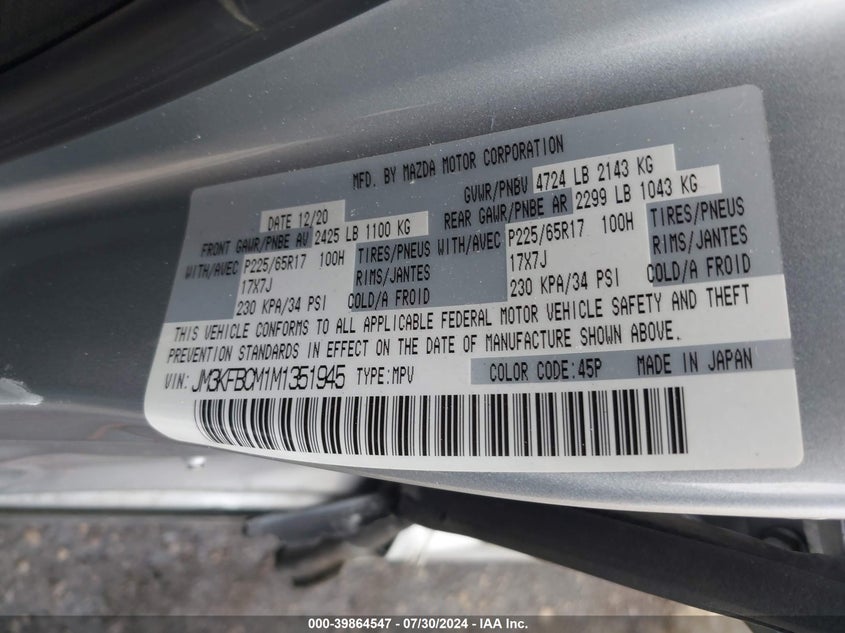 MFD. BY MAZDA MOTOR CORPORATION
DATE 12/20 GVWR/PNBV 4724 LB 2143 KG
FRONT GAWR/PNBE AV 2425 LB 1100 KG REAR GAWR/PNBE AR 2299 LB 1043 KG
WITH/AVEC P225/65R17 100H TIRES/PNEUS WITH/AVEC P225/65R17 100H TIRES/PNEUS
17X7J RIMS/JANTES 17X7J RIMS/JANTES
230 KPA/34 PSI COLD/A FROID 230 KPA/34 PSI COLD/A FROID
THIS VEHICLE CONFORMS TO ALL APPLICABLE FEDERAL MOTOR VEHICLE SAFETY AND THEFT
PREVENTION STANDARDS IN EFFECT ON THE DATE OF MANUFACTURE SHOWN ABOVE.
VIN: JM3KFBCM1M1351945 TYPE:MPV COLOR CODE:45P MADE IN JAPAN
000-39864547 - 07/30/2024 - IAA Inc.